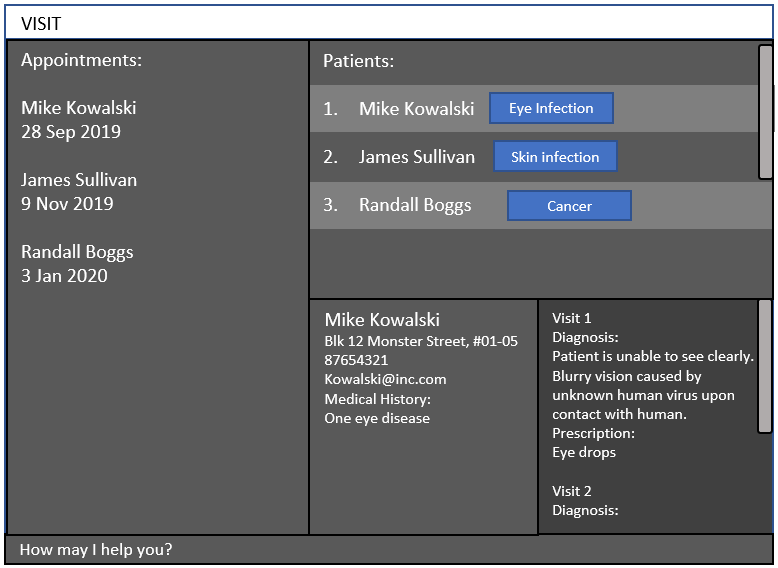 VISIT
Appointments:
Mike Kowalski
28 Sep 2019
James Sullivan
9 Nov 2019
Randall Boggs
3 Jan 2020
Patients:
1. Mike Kowalski Eye Infection
2. James Sullivan Skin infection
3. Randall Boggs Cancer
Mike Kowalski
Blk 12 Monster Street, #01-05
87654321
Kowalski@inc.com
Medical History:
One eye disease
Visit 1
Diagnosis:
Patient is unable to see clearly.
Blurry vision caused by
unknown human virus upon
contact with human.
Prescription:
Eye drops
Visit 2
Diagnosis:
How may I help you?